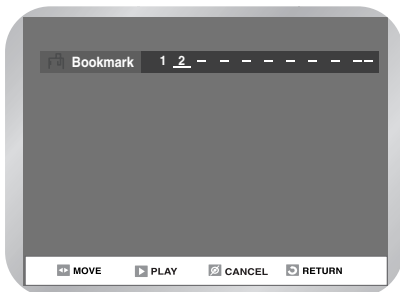 Bookmark 1 2 – – – – – – – ––
MOVE PLAY CANCEL RETURN